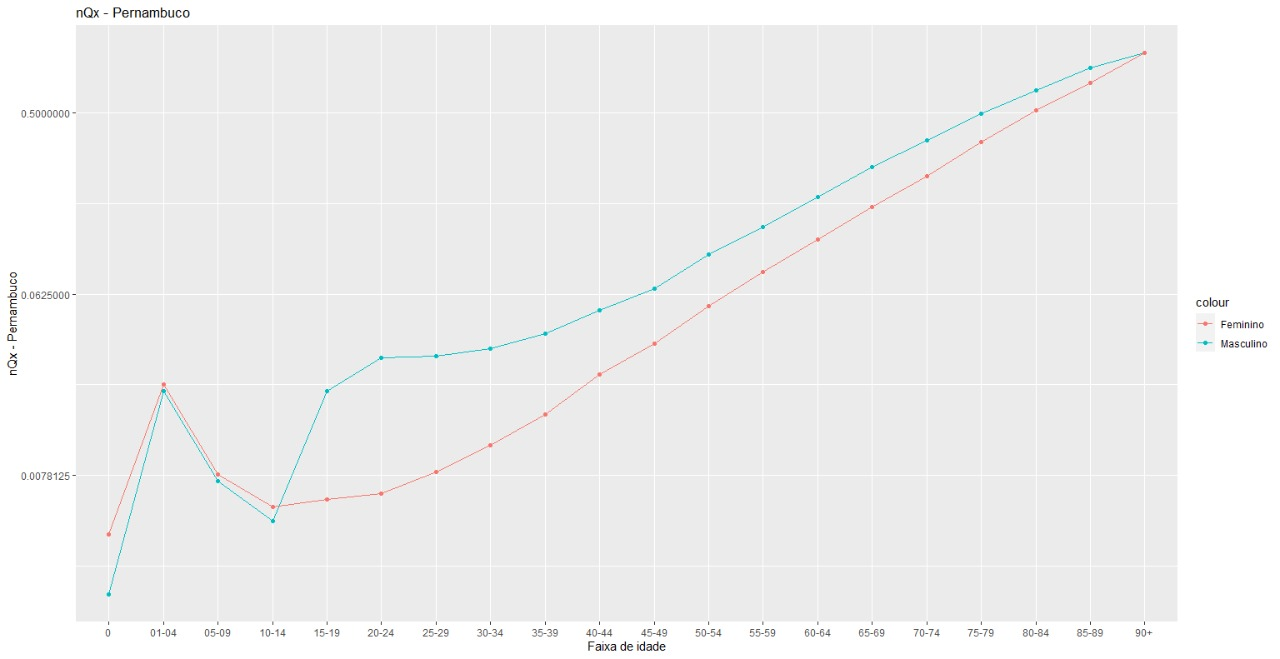 nQx - Pernambuco
nQx - Pernambuco
0.5000000
0.0625000
0.0078125
0 01-04 05-09 10-14 15-19 20-24 25-29 30-34 35-39 40-44 45-49 50-54 55-59 60-64 65-69 70-74 75-79 80-84 85-89 90+
Faixa de idade
colour
Feminino
Masculino